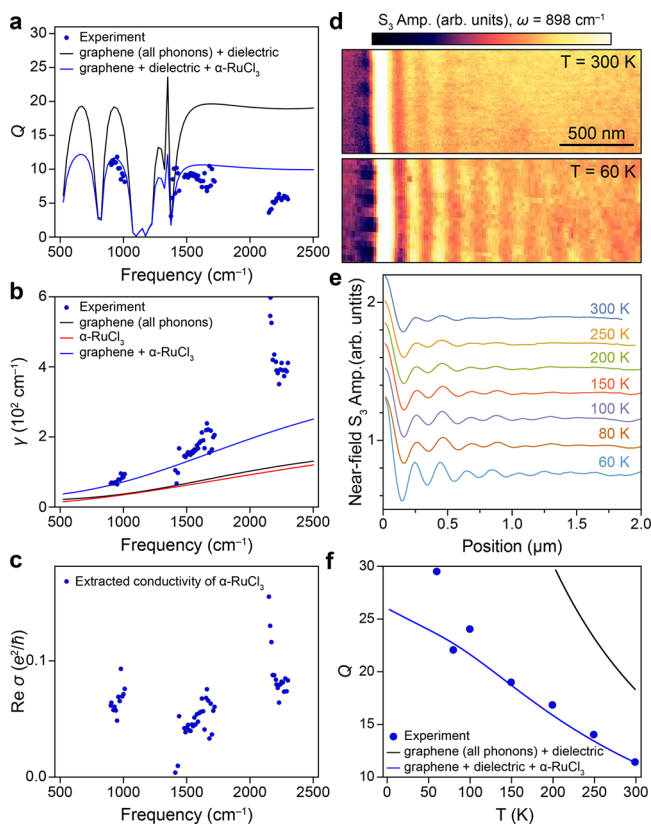 a
20
30
20
10
0
Q
Experiment
graphene (all phonons) + dielectric
graphene + dielectric + α-RuCl3
500 1000 1500 2000 2500
Frequency (cm–1)
b
6
4
2
0
γ (10² cm–1)
Experiment
graphene (all phonons)
α-RuCl3
graphene + α-RuCl3
500 1000 1500 2000 2500
Frequency (cm–1)
c
0.1
0.0
Re σ (e²/ħ)
Extracted conductivity of α-RuCl3
500 1000 1500 2000 2500
Frequency (cm–1)
d
S3 Amp. (arb. units), ω = 898 cm–1
T = 300 K
500 nm
T = 60 K
e
2
1
Near-field S3 Amp.(arb. untits)
300 K
250 K
200 K
150 K
100 K
80 K
60 K
0.0 0.5 1.0 1.5 2.0
Position (µm)
f
30
25
20
15
10
Q
Experiment
graphene (all phonons) + dielectric
graphene + dielectric + α-RuCl3
0 50 100 150 200 250 300
T (K)